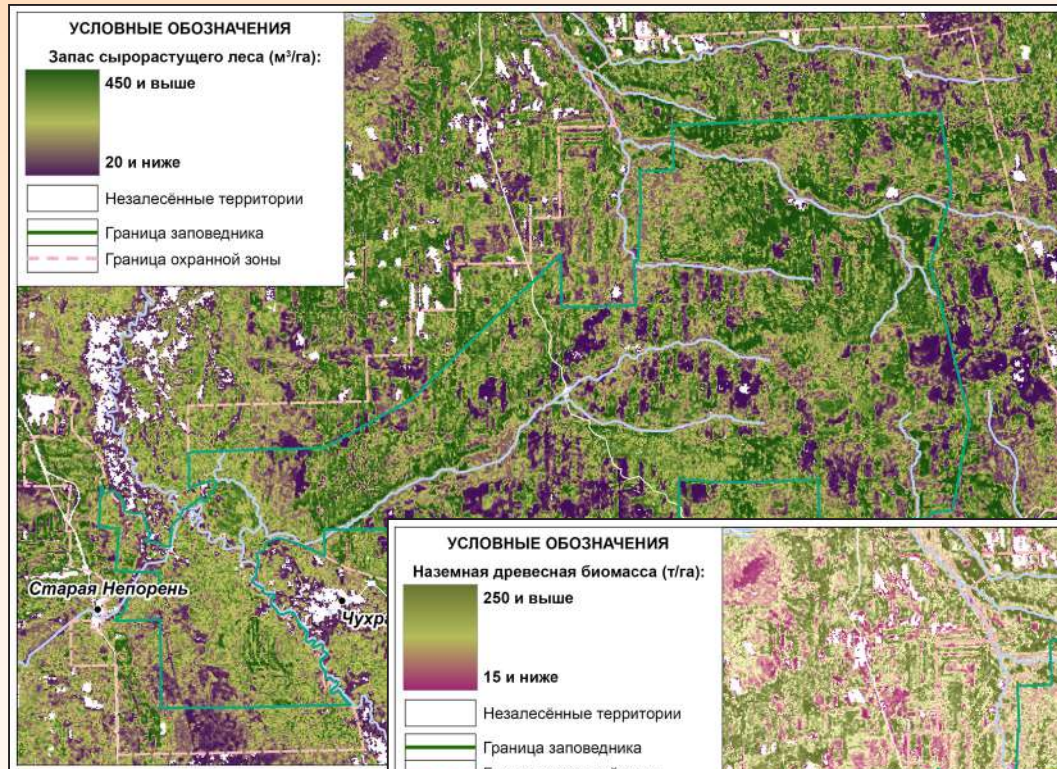 УСЛОВНЫЕ ОБОЗНАЧЕНИЯ
Запас сырорастущего леса (м³/га):
450 и выше
20 и ниже
Незалесённые территории
Граница заповедника
Граница охранной зоны
Старая Непорень
Чухра
УСЛОВНЫЕ ОБОЗНАЧЕНИЯ
Наземная древесная биомасса (т/га):
250 и выше
15 и ниже
Незалесённые территории
Граница заповедника